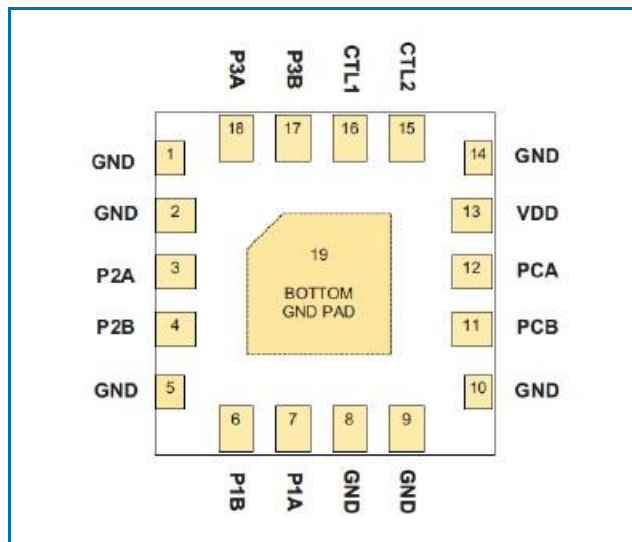 P3A P3B CTL1 CTL2
18 17 16 15
GND 1 14 GND
GND 2 13 VDD
P2A 3 12 PCA
19
BOTTOM
GND PAD
P2B 4 11 PCB
GND 5 10 GND
6 7 8 9
P1B P1A GND GND